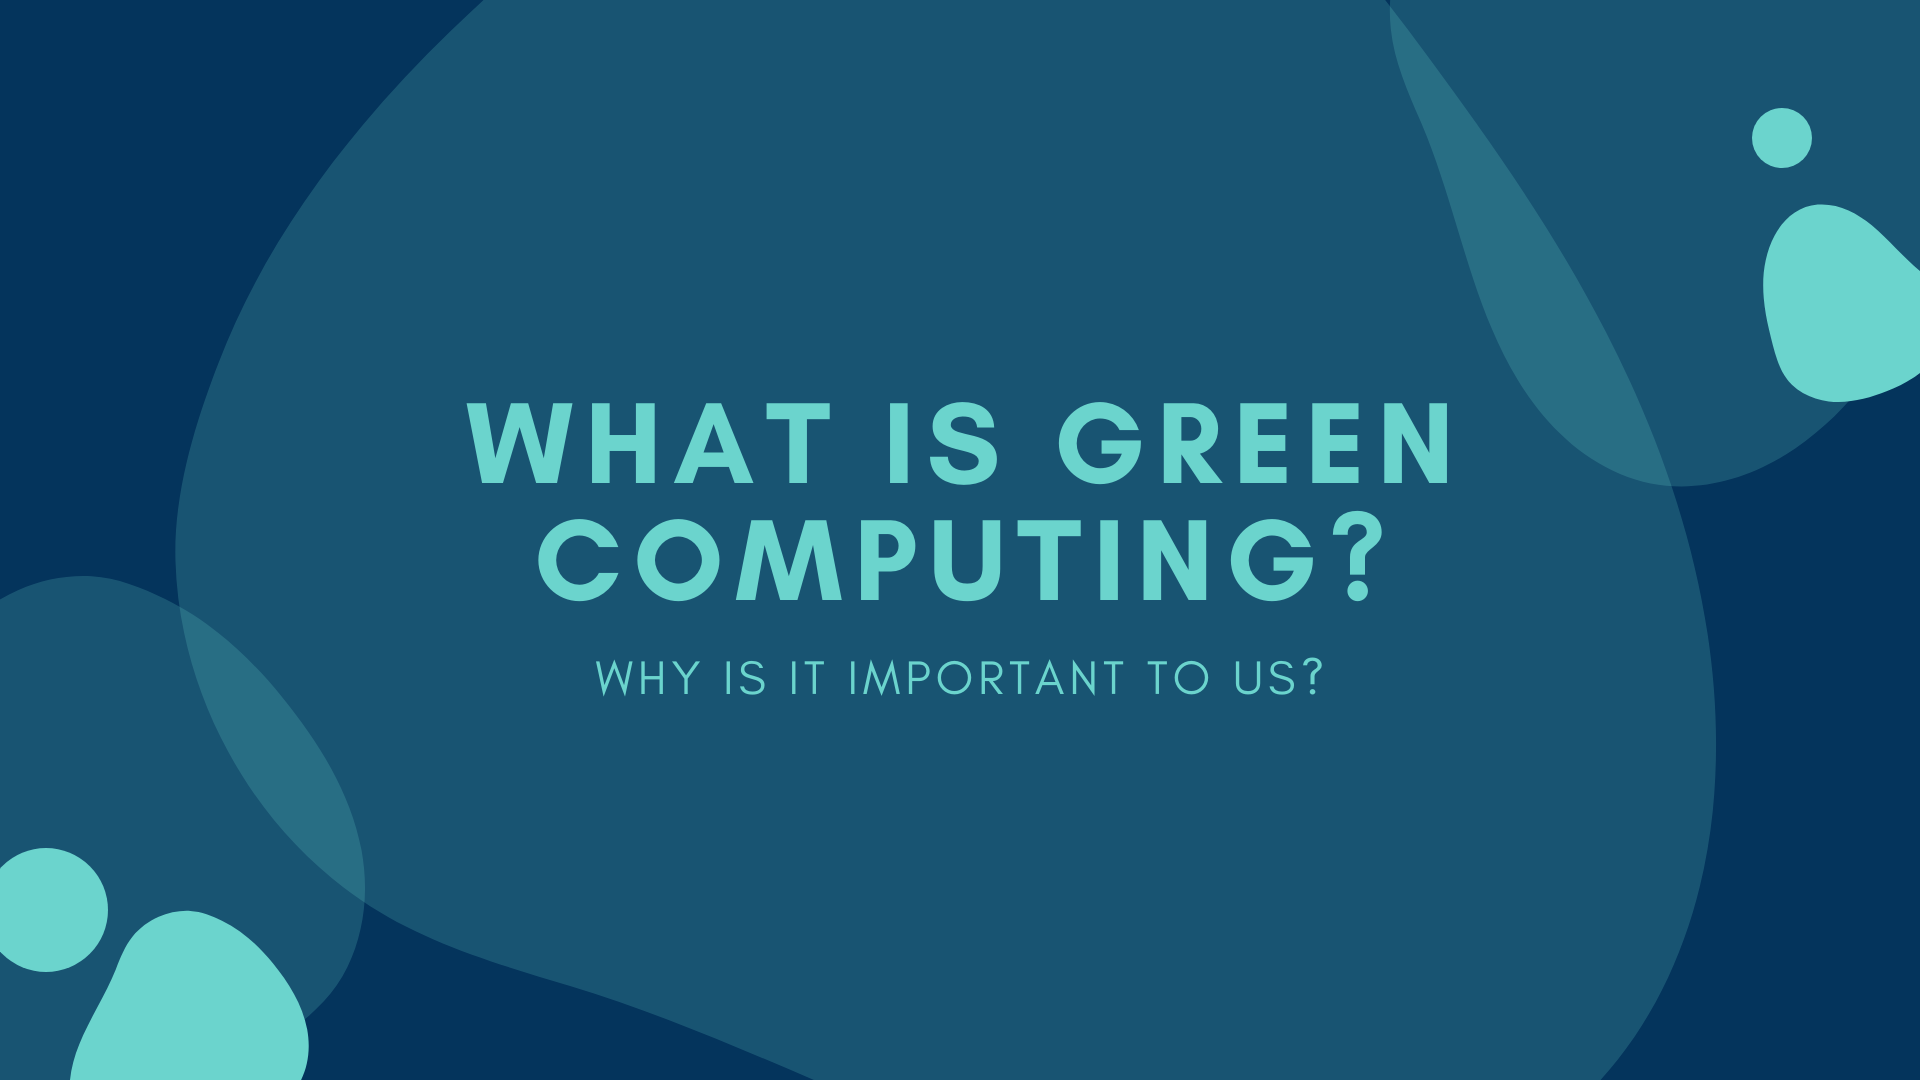 WHAT IS GREEN
COMPUTING?
WHY IS IT IMPORTANT TO US?